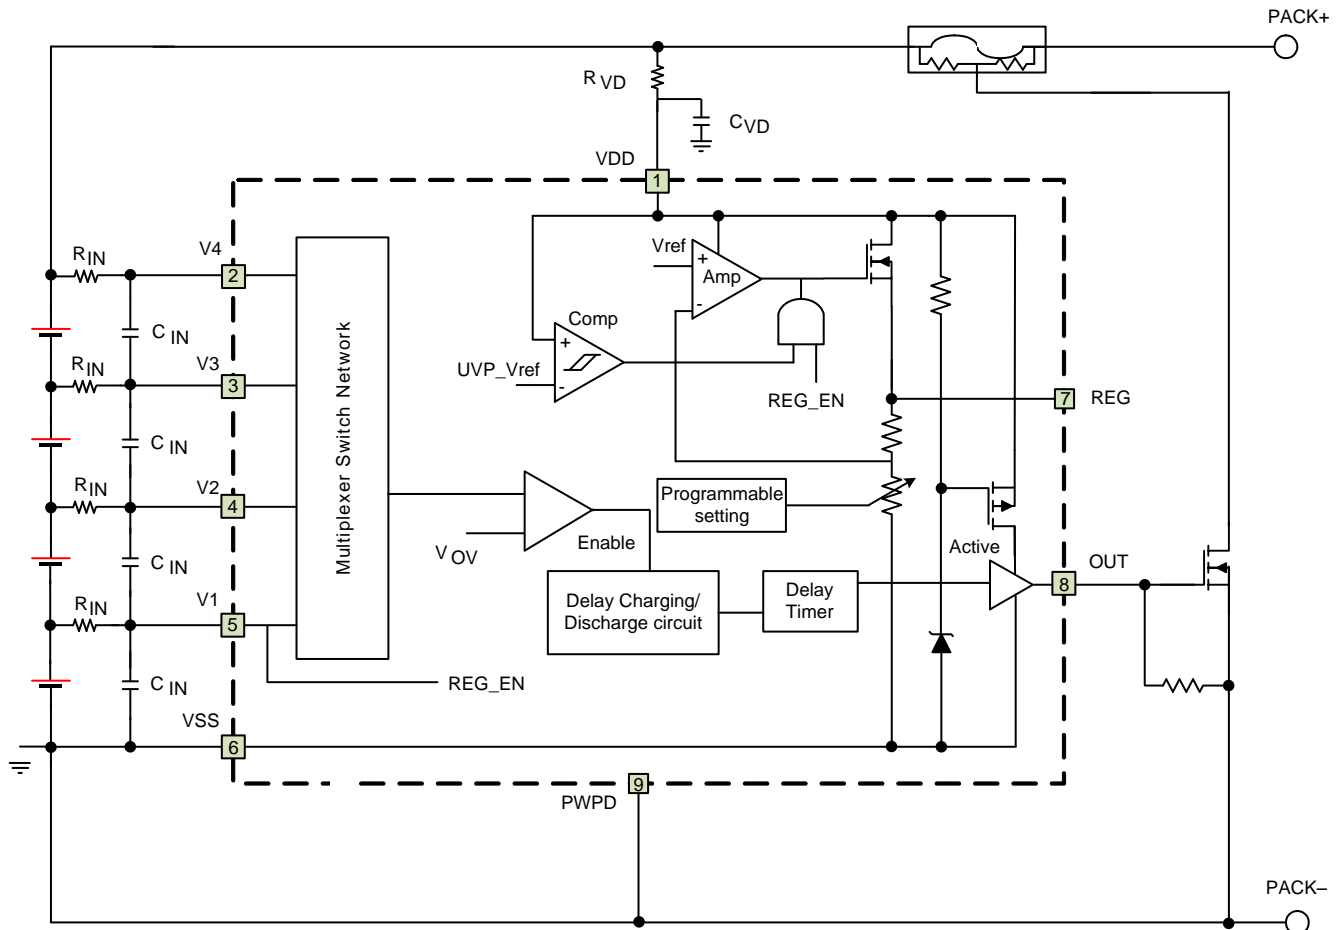 PACK+
R VD
C VD
VDD
1
R IN
V4
2
Vref
+
Amp
-
C IN
Comp
+
UVP_Vref
-
R IN
V3
3
REG_EN
7
REG
Multiplexer Switch Network
C IN
R IN
V2
4
Programmable
setting
V OV
Enable
Active
OUT
8
C IN
Delay Charging/
Discharge circuit
Delay
Timer
R IN
V1
5
C IN
REG_EN
VSS
6
9
PWPD
PACK–